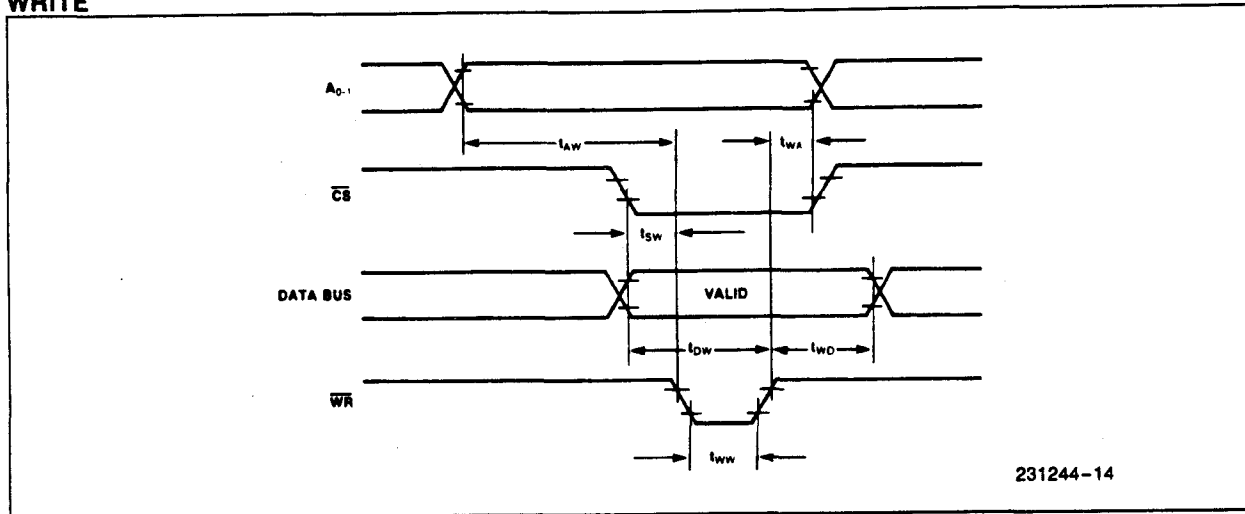 WRITE
A0-1
tAW
tWA
CS
tSW
DATA BUS
VALID
tDW
tWD
WR
tWW
231244-14